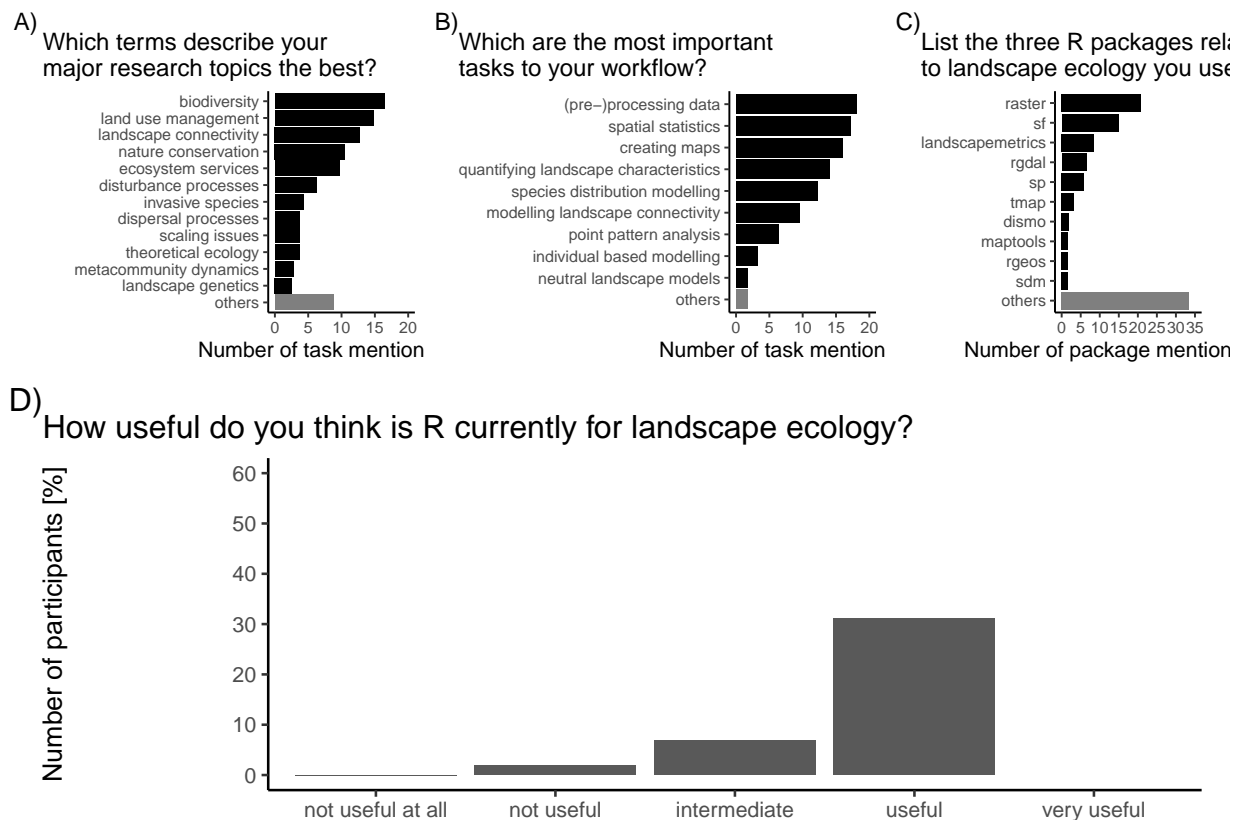 A)
Which terms describe your
major research topics the best?
biodiversity
land use management
landscape connectivity
nature conservation
ecosystem services
disturbance processes
invasive species
dispersal processes
scaling issues
theoretical ecology
metacommunity dynamics
landscape genetics
others
0 5 10 15 20
Number of task mention
B)
Which are the most important
tasks to your workflow?
(pre-)processing data
spatial statistics
creating maps
quantifying landscape characteristics
species distribution modelling
modelling landscape connectivity
point pattern analysis
individual based modelling
neutral landscape models
others
0 5 10 15 20
Number of task mention
C)
List the three R packages rela
to landscape ecology you use
raster
sf
landscapemetrics
rgdal
sp
tmap
dismo
maptools
rgeos
sdm
others
0 5 10 15 20 25 30 35
Number of package mention
D)
How useful do you think is R currently for landscape ecology?
Number of participants [%]
60
50
40
30
20
10
0
not useful at all not useful intermediate useful very useful